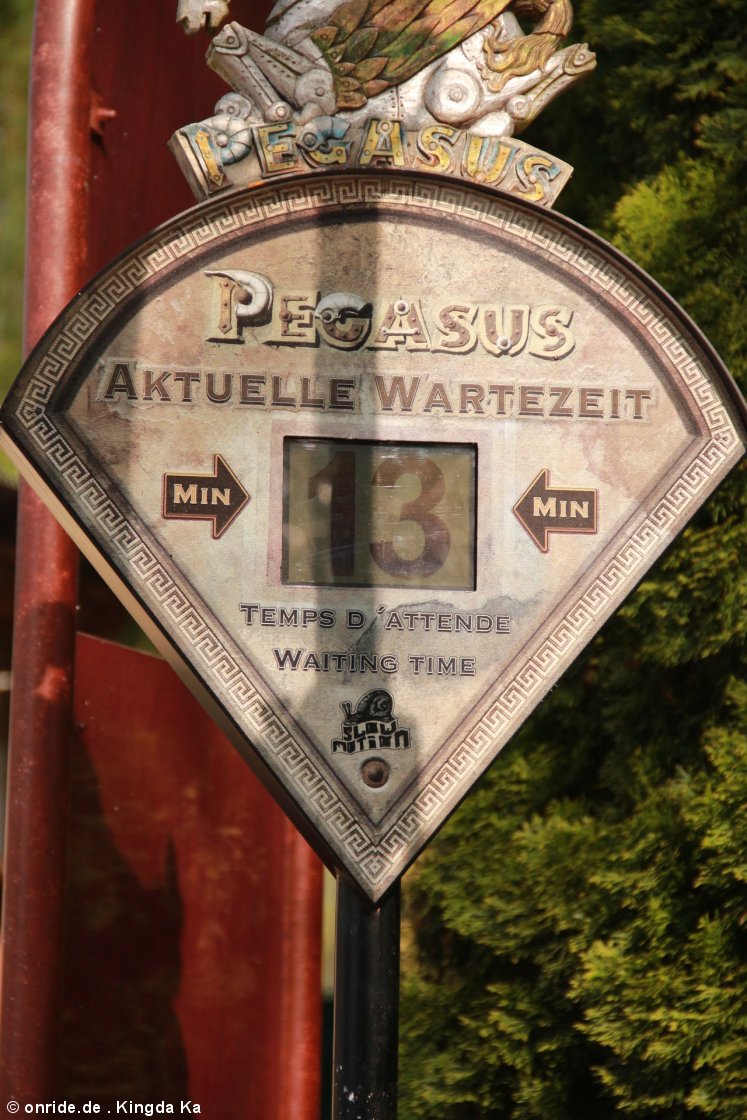 PEGASUS
PEGASUS
AKTUELLE WARTEZEIT
MIN 13 MIN
TEMPS D 'ATTENDE
WAITING TIME
SLOW
MOTION
© onride.de . Kingda Ka